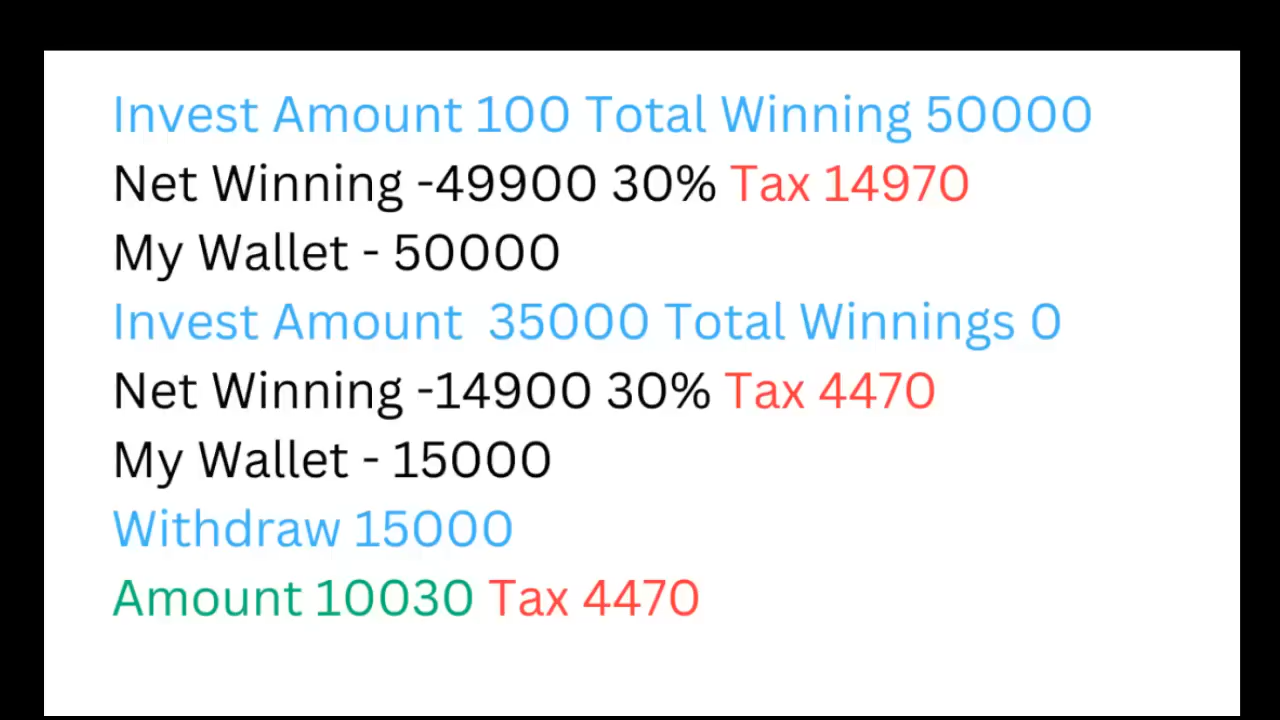 Invest Amount 100 Total Winning 50000
Net Winning -49900 30% Tax 14970
My Wallet - 50000
Invest Amount  35000 Total Winnings 0
Net Winning -14900 30% Tax 4470
My Wallet - 15000
Withdraw 15000
Amount 10030 Tax 4470